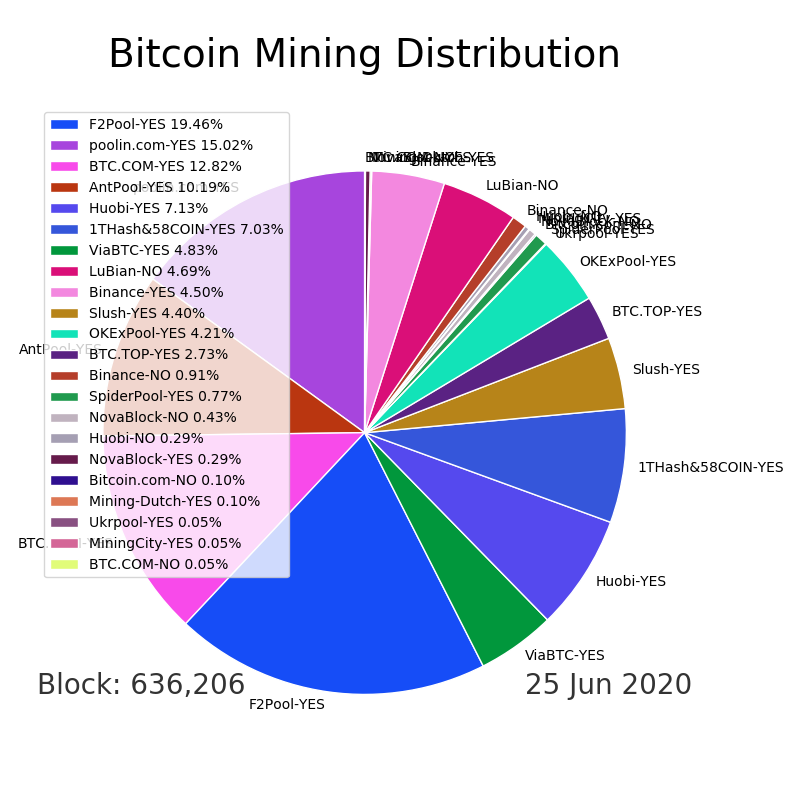 Bitcoin Mining Distribution
F2Pool-YES 19.46%
poolin.com-YES 15.02%
BTC.COM-YES 12.82%
AntPool-YES 10.19%
Huobi-YES 7.13%
1THash&58COIN-YES 7.03%
ViaBTC-YES 4.83%
LuBian-NO 4.69%
Binance-YES 4.50%
Slush-YES 4.40%
OKExPool-YES 4.21%
BTC.TOP-YES 2.73%
Binance-NO 0.91%
SpiderPool-YES 0.77%
NovaBlock-NO 0.43%
Huobi-NO 0.29%
NovaBlock-YES 0.29%
Bitcoin.com-NO 0.10%
Mining-Dutch-YES 0.10%
Ukrpool-YES 0.05%
MiningCity-YES 0.05%
BTC.COM-NO 0.05%
Binance-YES
LuBian-NO
Binance-NO
Ukrpool-YES
OKExPool-YES
BTC.TOP-YES
Slush-YES
1THash&58COIN-YES
Huobi-YES
ViaBTC-YES
F2Pool-YES
AntPool-YES
Block: 636,206
25 Jun 2020